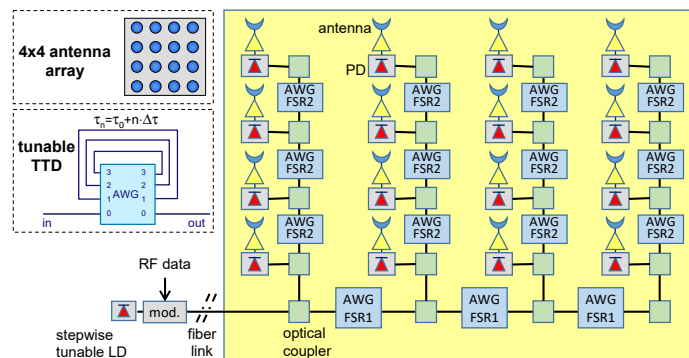 4x4 antenna
array
τn=τ0+n·Δτ
tunable
TTD
3
2
1
0
AWG
3
2
1
0
in
out
RF data
mod.
stepwise
tunable LD
fiber
link
optical
coupler
antenna
PD
AWG
FSR2
AWG
FSR2
AWG
FSR2
AWG
FSR2
AWG
FSR2
AWG
FSR2
AWG
FSR2
AWG
FSR2
AWG
FSR2
AWG
FSR2
AWG
FSR2
AWG
FSR2
AWG
FSR1
AWG
FSR1
AWG
FSR1